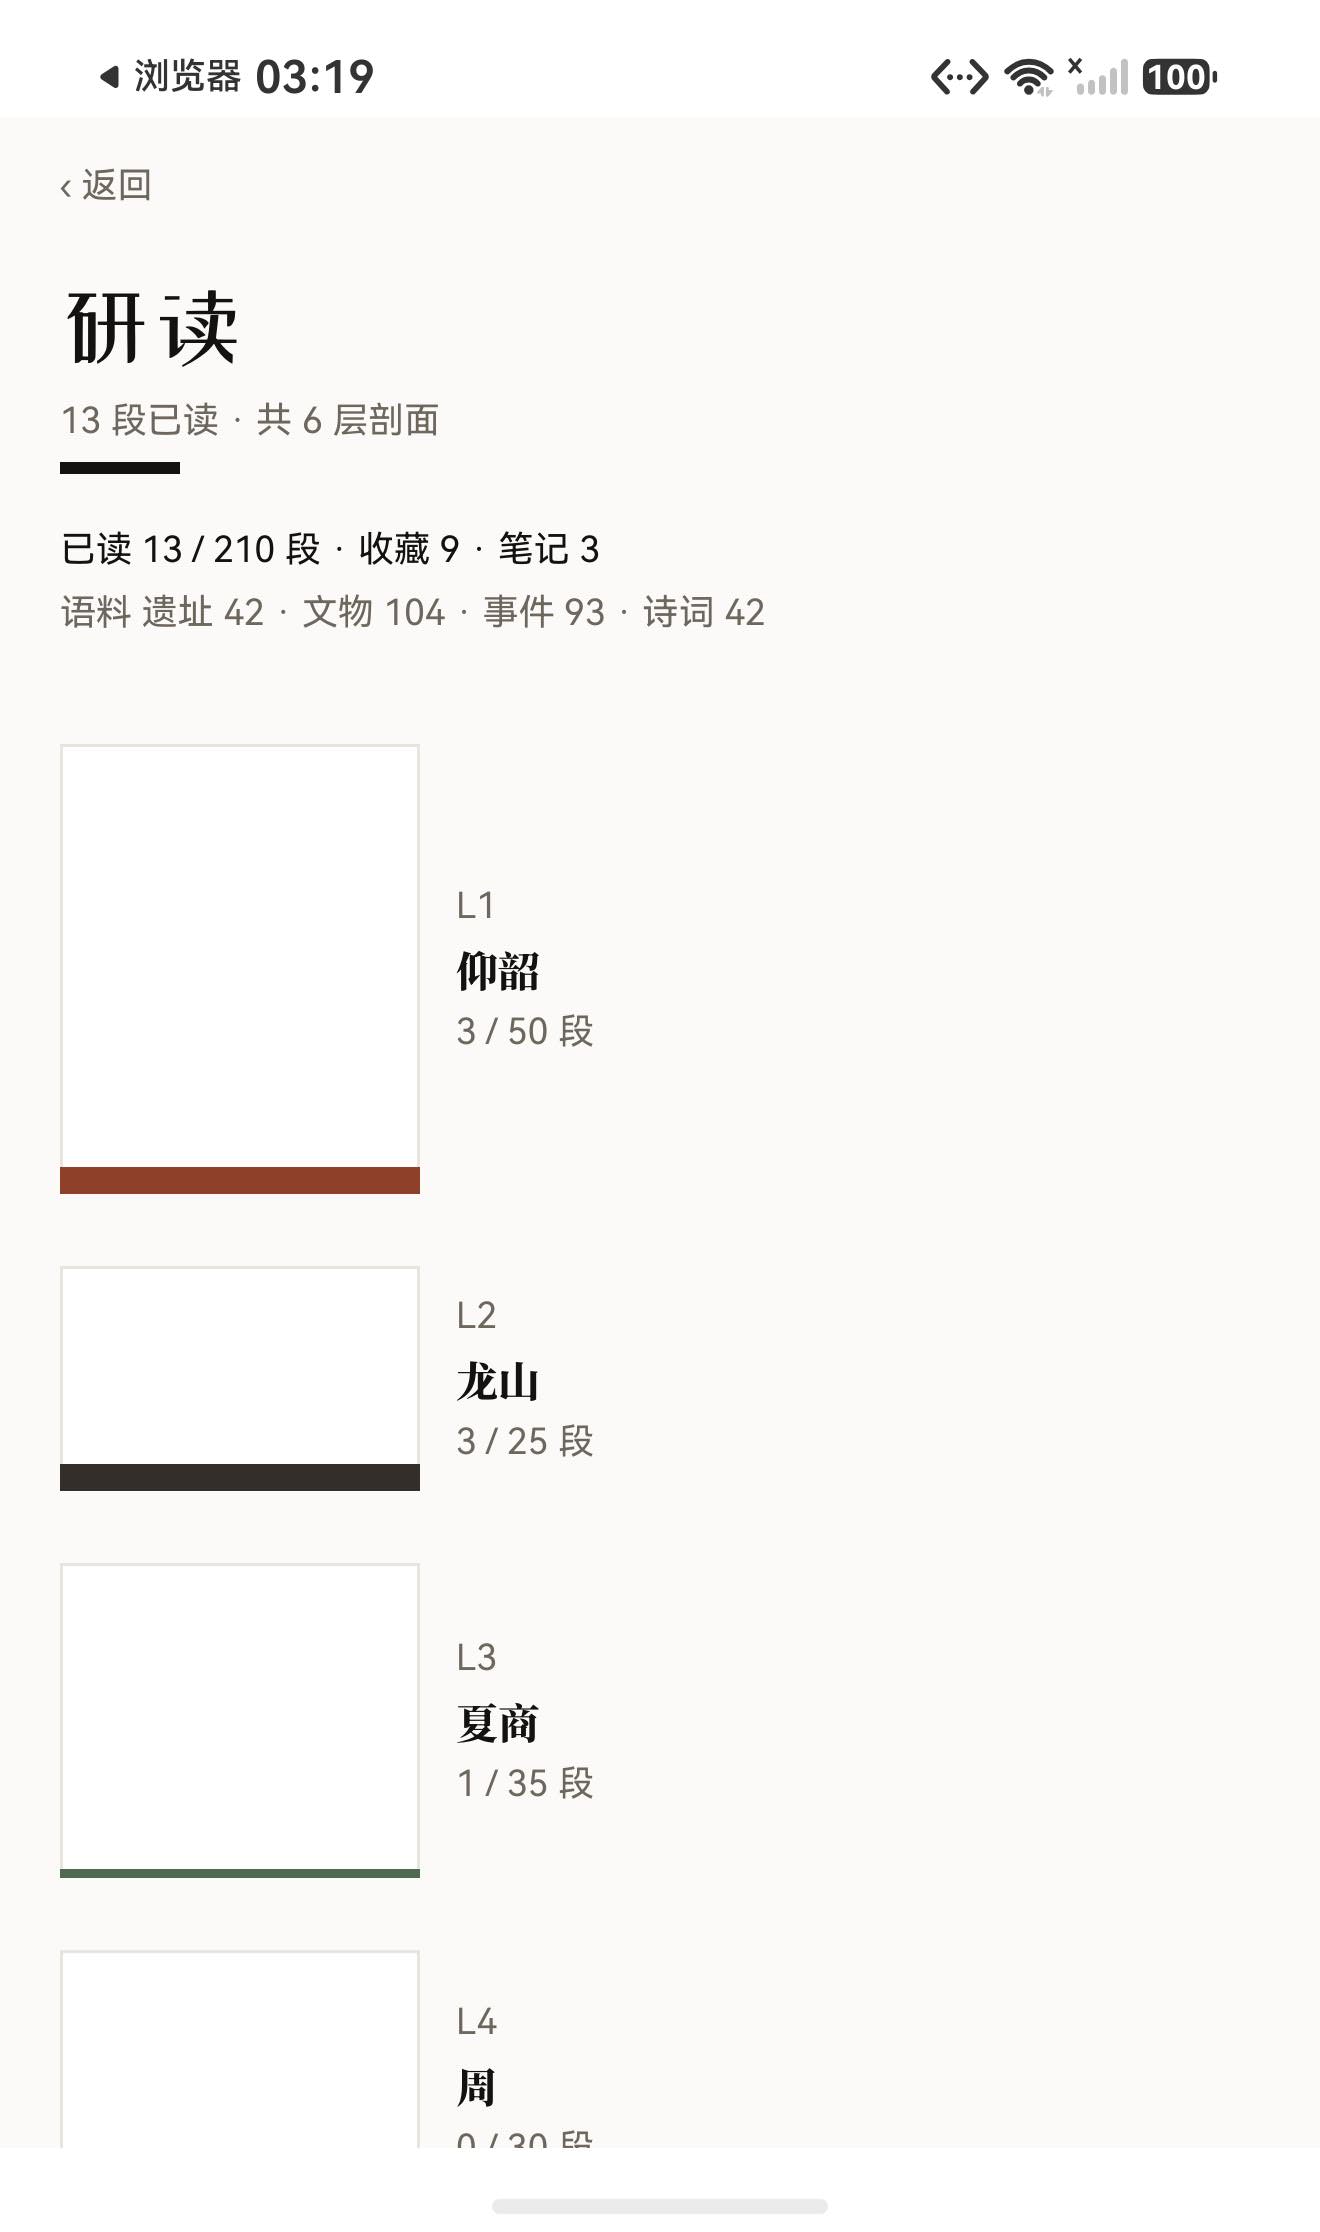 浏览器 03:19
100
‹ 返回
研读
13 段已读 · 共 6 层剖面
已读 13 / 210 段 · 收藏 9 · 笔记 3
语料 遗址 42 · 文物 104 · 事件 93 · 诗词 42
L1
仰韶
3 / 50 段
L2
龙山
3 / 25 段
L3
夏商
1 / 35 段
L4
周
0 / 30 段